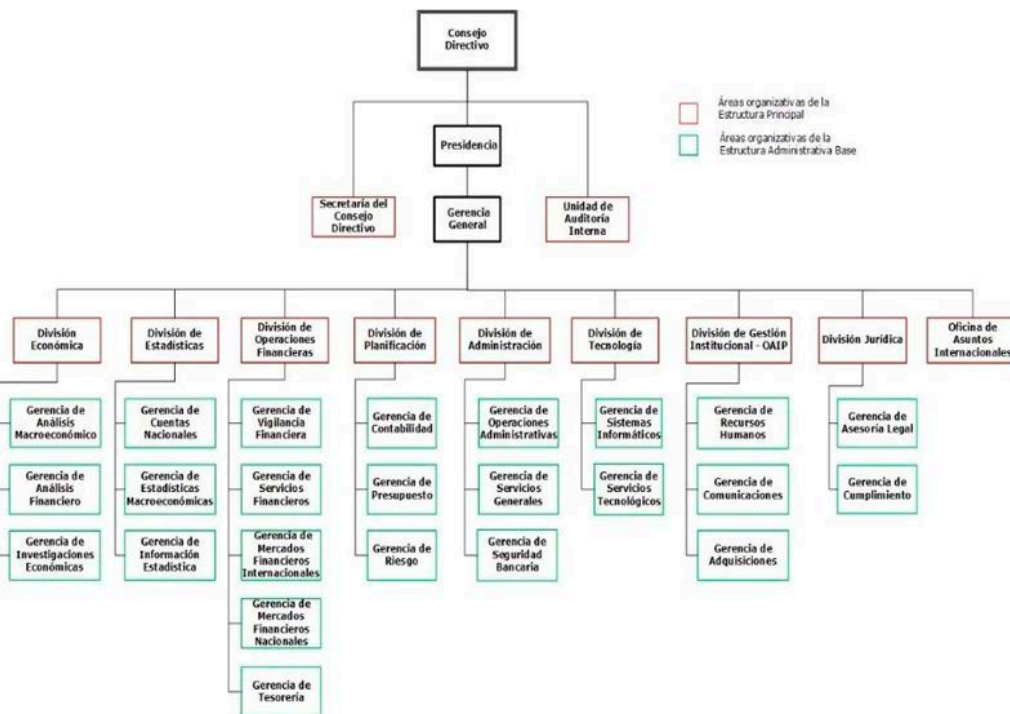 Consejo
Directivo
Áreas organizativas de la
Estructura Principal
Áreas organizativas de la
Estructura Administrativa Base
Presidencia
Secretaría del
Consejo
Directivo
Gerencia
General
Unidad de
Auditoría
Interna
División
Económica
División de
Estadísticas
División de
Operaciones
Financieras
División de
Planificación
División de
Administración
División de
Tecnología
División de Gestión
Institucional - OAIP
División Jurídica
Oficina de
Asuntos
Internacionales
Gerencia de
Análisis
Macroeconómico
Gerencia de
Cuentas
Nacionales
Gerencia de
Vigilancia
Financiera
Gerencia de
Contabilidad
Gerencia de
Operaciones
Administrativas
Gerencia de
Sistemas
Informáticos
Gerencia de
Recursos
Humanos
Gerencia de
Asesoría Legal
Gerencia de
Análisis
Financiero
Gerencia de
Estadísticas
Macroeconómicas
Gerencia de
Servicios
Financieros
Gerencia de
Presupuesto
Gerencia de
Servicios
Generales
Gerencia de
Servicios
Tecnológicos
Gerencia de
Comunicaciones
Gerencia de
Cumplimiento
Gerencia de
Investigaciones
Económicas
Gerencia de
Información
Estadística
Gerencia de
Mercados
Financieros
Internacionales
Gerencia de
Riesgo
Gerencia de
Seguridad
Bancaria
Gerencia de
Adquisiciones
Gerencia de
Mercados
Financieros
Nacionales
Gerencia de
Tesorería